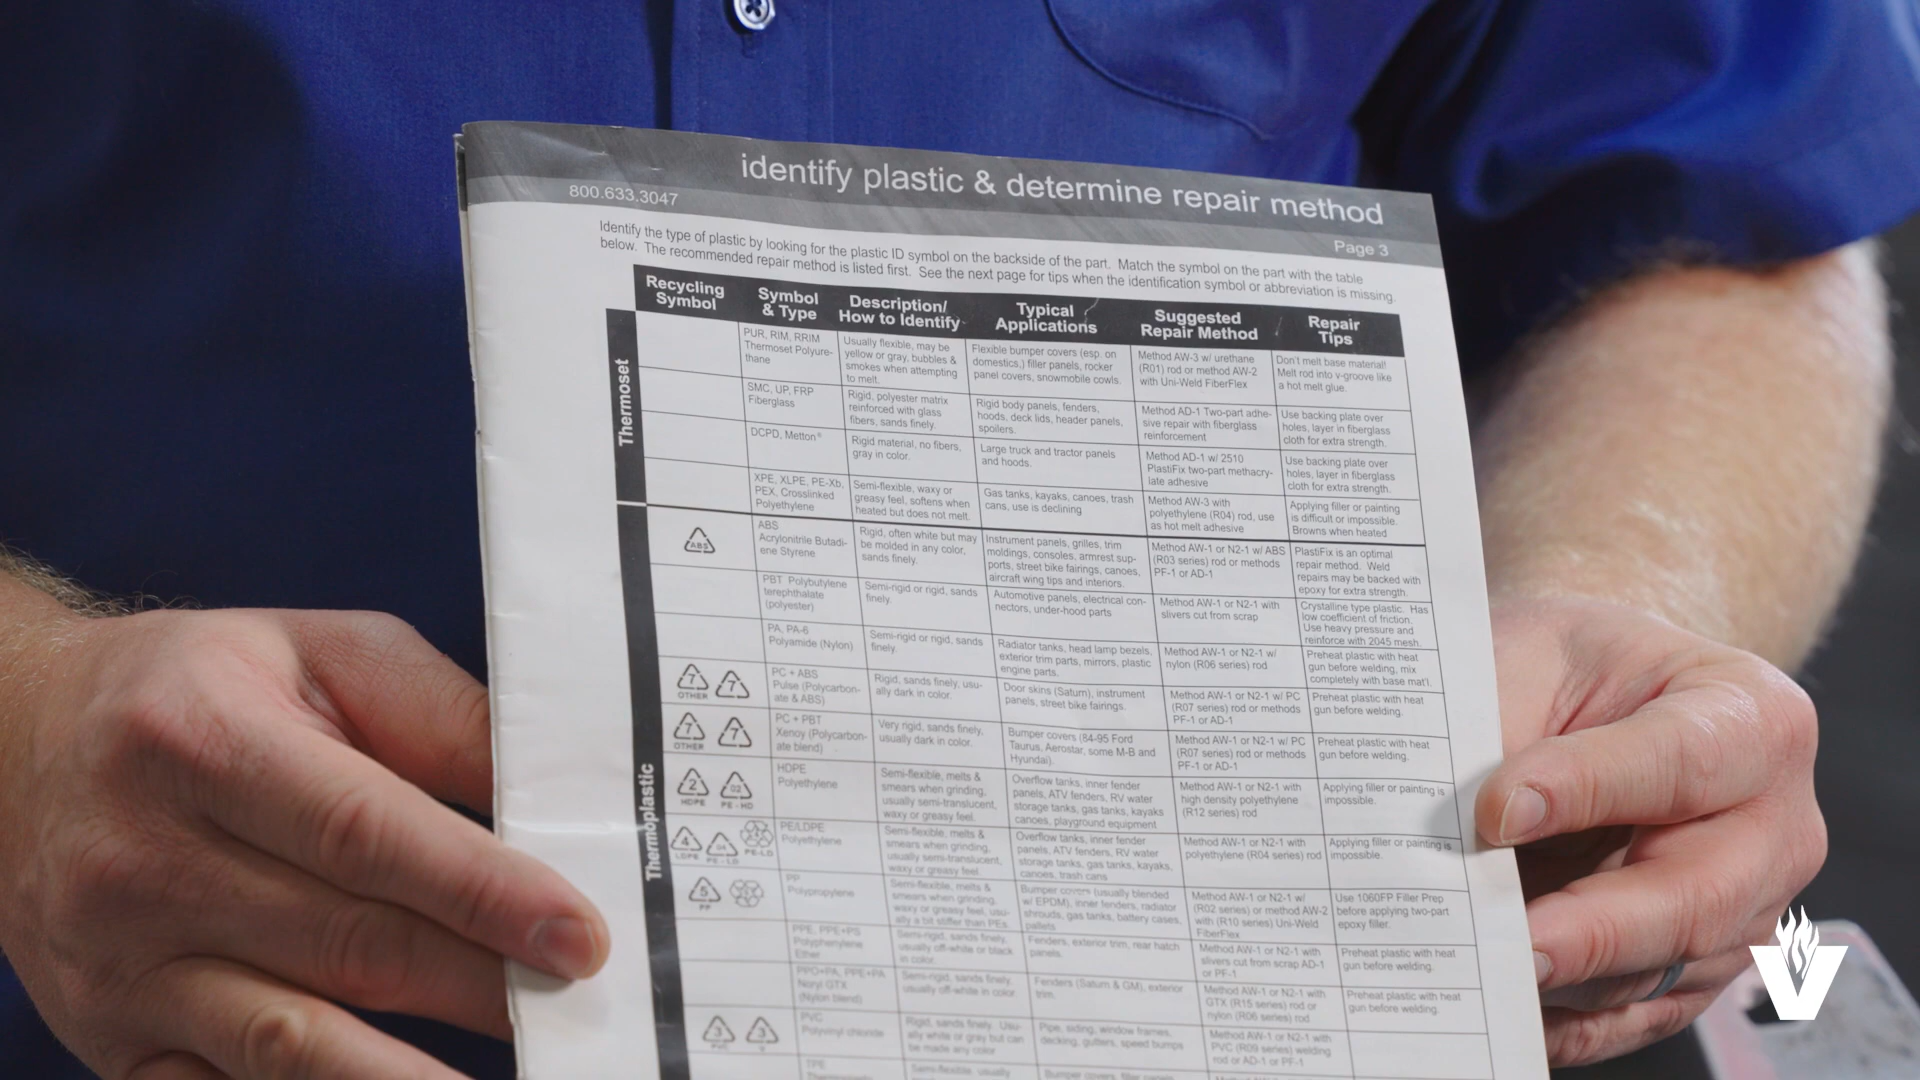 identify plastic & determine repair method
800.633.3047
Page 3
Identify the type of plastic by looking for the plastic ID symbol on the backside of the part. Match the symbol on the part with the table
below. The recommended repair method is listed first. See the next page for tips when the identification symbol or abbreviation is missing.
Recycling
Symbol
Symbol
& Type
Description/
How to Identify
Typical
Applications
Suggested
Repair Method
Repair
Tips
Thermoset
PUR, RIM, RRIM
Thermoset Polyure-
thane
Usually flexible, may be
yellow or gray, bubbles &
smokes when attempting
to melt.
Flexible bumper covers (esp. on
domestics,) filler panels, rocker
panel covers, snowmobile cowls.
Method AW-3 w/ urethane
(R01) rod or method AW-2
with Uni-Weld FiberFlex
Don't melt base material!
Melt rod into v-groove like
a hot melt glue.
SMC, UP, FRP
Fiberglass
Rigid, polyester matrix
reinforced with glass
fibers, sands finely.
Rigid body panels, fenders,
hoods, deck lids, header panels,
spoilers.
Method AD-1 Two-part adhe-
sive repair with fiberglass
reinforcement
Use backing plate over
holes, layer in fiberglass
cloth for extra strength.
DCPD, Metton®
Rigid material, no fibers,
gray in color.
Large truck and tractor panels
and hoods.
Method AD-1 w/ 2510
PlastiFix two-part methacry-
late adhesive
Use backing plate over
holes, layer in fiberglass
cloth for extra strength.
XPE, XLPE, PE-Xb,
PEX, Crosslinked
Polyethylene
Semi-flexible, waxy or
greasy feel, softens when
heated but does not melt.
Gas tanks, kayaks, canoes, trash
cans, use is declining
Method AW-3 with
polyethylene (R04) rod, use
as hot melt adhesive
Applying filler or painting
is difficult or impossible.
Browns when heated
Thermoplastic
ABS
ABS
Acrylonitrile Butadi-
ene Styrene
Rigid, often white but may
be molded in any color,
sands finely.
Instrument panels, grilles, trim
moldings, consoles, armrest sup-
ports, street bike fairings, canoes,
aircraft wing tips and interiors.
Method AW-1 or N2-1 w/ ABS
(R03 series) rod or methods
PF-1 or AD-1
PlastiFix is an optimal
repair method. Weld
repairs may be backed with
epoxy for extra strength.
PBT Polybutylene
terephthalate
(polyester)
Semi-rigid or rigid, sands
finely.
Automotive panels, electrical con-
nectors, under-hood parts
Method AW-1 or N2-1 with
slivers cut from scrap
Crystalline type plastic. Has
low coefficient of friction.
Use heavy pressure and
reinforce with 2045 mesh.
PA, PA-6
Polyamide (Nylon)
Semi-rigid or rigid, sands
finely.
Radiator tanks, head lamp bezels,
exterior trim parts, mirrors, plastic
engine parts.
Method AW-1 or N2-1 w/
nylon (R06 series) rod
Preheat plastic with heat
gun before welding, mix
completely with base mat'l.
7 7
OTHER
PC + ABS
Pulse (Polycarbon-
ate & ABS)
Rigid, sands finely, usu-
ally dark in color.
Door skins (Saturn), instrument
panels, street bike fairings.
Method AW-1 or N2-1 w/ PC
(R07 series) rod or methods
PF-1 or AD-1
Preheat plastic with heat
gun before welding.
7 7
OTHER
PC + PBT
Xenoy (Polycarbon-
ate blend)
Very rigid, sands finely,
usually dark in color.
Bumper covers (84-95 Ford
Taurus, Aerostar, some M-B and
Hyundai).
Method AW-1 or N2-1 w/ PC
(R07 series) rod or methods
PF-1 or AD-1
Preheat plastic with heat
gun before welding.
2 02
HDPE PE-HD
HDPE
Polyethylene
Semi-flexible, melts &
smears when grinding,
usually semi-translucent,
waxy or greasy feel.
Overflow tanks, inner fender
panels, ATV fenders, RV water
storage tanks, gas tanks, kayaks
canoes, playground equipment
Method AW-1 or N2-1 with
high density polyethylene
(R12 series) rod
Applying filler or painting is
impossible.
4 04
LDPE PE-LD PE-LD
PE/LDPE
Polyethylene
Semi-flexible, melts &
smears when grinding,
usually semi-translucent,
waxy or greasy feel.
Overflow tanks, inner fender
panels, ATV fenders, RV water
storage tanks, gas tanks, kayaks,
canoes, trash cans
Method AW-1 or N2-1 with
polyethylene (R04 series) rod
Applying filler or painting is
impossible.
5
PP
PP
Polypropylene
Semi-flexible, melts &
smears when grinding,
waxy or greasy feel, usu-
ally a bit stiffer than PEs.
Bumper covers (usually blended
w/ EPDM), inner fenders, radiator
shrouds, gas tanks, battery cases,
pallets
Method AW-1 or N2-1 w/
(R02 series) or method AW-2
with (R10 series) Uni-Weld
FiberFlex
Use 1060FP Filler Prep
before applying two-part
epoxy filler.
PPE, PPE+PS
Polyphenylene
Ether
Semi-rigid, sands finely,
usually off-white or black
in color.
Fenders, exterior trim, rear hatch
panels.
Method AW-1 or N2-1 with
slivers cut from scrap AD-1
or PF-1
Preheat plastic with heat
gun before welding.
PPO+PA, PPE+PA
Noryl GTX
(Nylon blend)
Semi-rigid, sands finely,
usually off-white in color
Fenders (Saturn & GM), exterior
trim.
Method AW-1 or N2-1 with
GTX (R15 series) rod or
nylon (R06 series) rod
Preheat plastic with heat
gun before welding.
3 3
PVC V
PVC
Polyvinyl chloride
Rigid, sands finely. Usu-
ally white or gray but can
be made any color
Pipe, siding, window frames,
decking, gutters, speed bumps
Method AW-1 or N2-1 with
PVC (R09 series) welding
rod or AD-1 or PF-1
TPE
Semi-flexible, usually
V